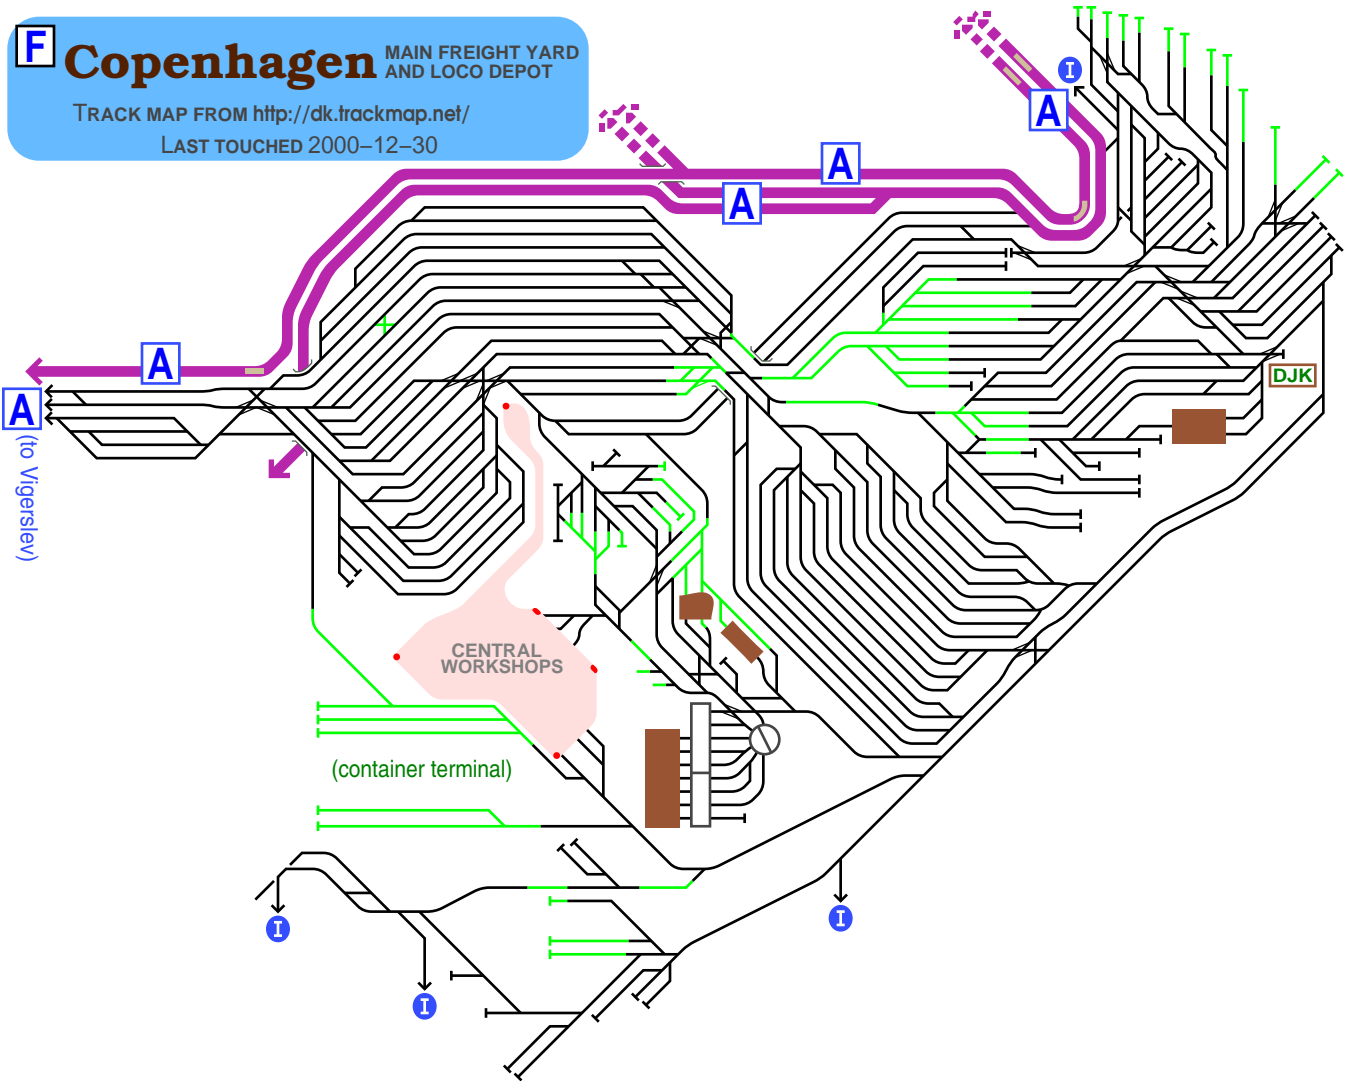 F
Copenhagen
MAIN FREIGHT YARD
AND LOCO DEPOT
TRACK MAP FROM http://dk.trackmap.net/
LAST TOUCHED 2000–12–30
I
A
A
A
A
A
(to Vigerslev)
DJK
CENTRAL
WORKSHOPS
(container terminal)
I
I
I